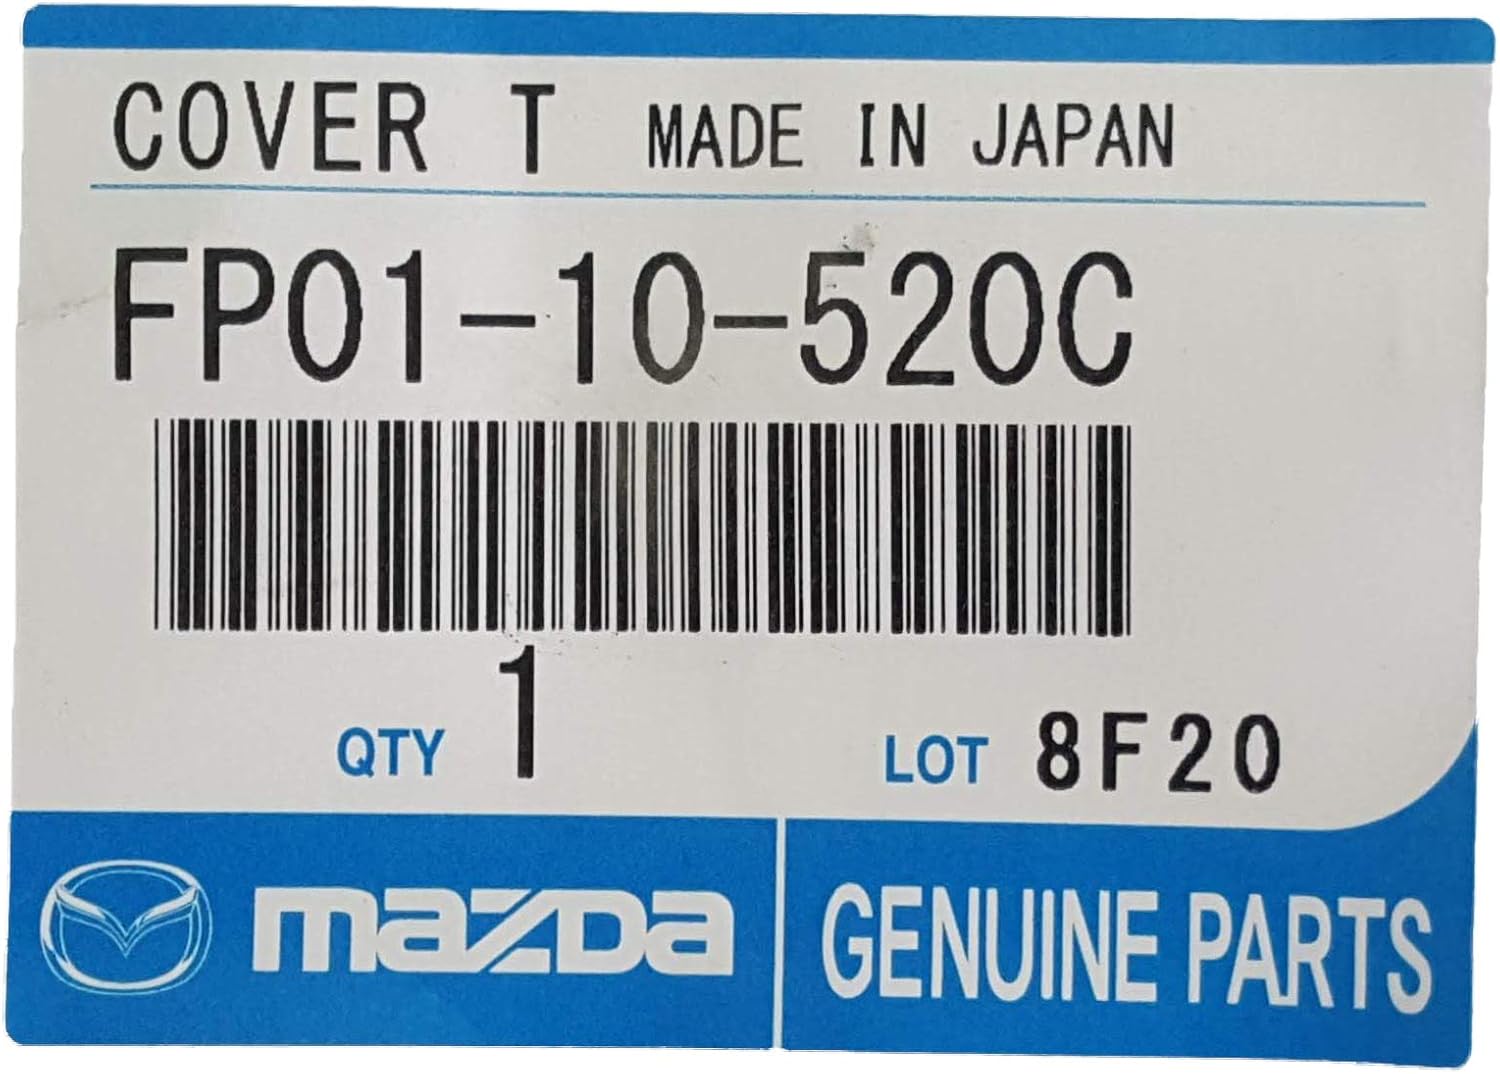 COVER T MADE IN JAPAN
FP01-10-520C
QTY 1 LOT 8F20
mazda GENUINE PARTS